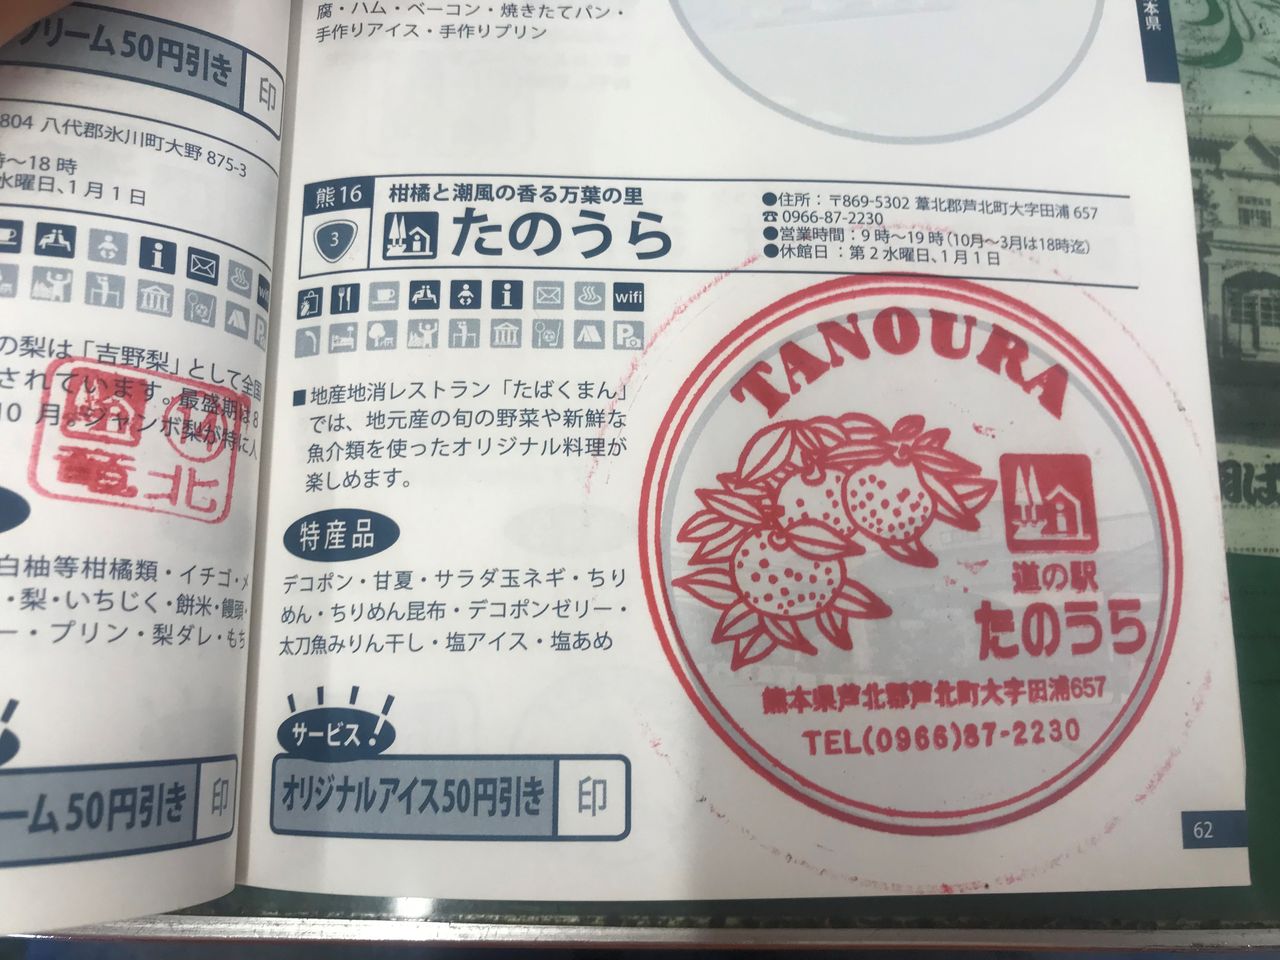 フリーム50円引き
印
804 八代郡氷川町大野 875-3
時～18時
水曜日、1月1日
wifi
の梨は「吉野梨」として全国
されています。最盛期は8
10月。ジャンボ梨が特に人
竜北
白柚等柑橘類・イチゴ・メ
・梨・いちじく・餅米・饅頭・
ー・プリン・梨ダレ・もち
ーム50円引き
印
腐・ハム・ベーコン・焼きたてパン・
手作りアイス・手作りプリン
本県
熊16
3
柑橘と潮風の香る万葉の里
たのうら
●住所：〒869-5302 葦北郡芦北町大字田浦657
☎0966-87-2230
●営業時間：9時～19時（10月～3月は18時迄）
●休館日：第2水曜日、1月1日
wifi
■地産地消レストラン「たばくまん」
では、地元産の旬の野菜や新鮮な
魚介類を使ったオリジナル料理が
楽しめます。
特産品
デコポン・甘夏・サラダ玉ネギ・ちり
めん・ちりめん昆布・デコポンゼリー・
太刀魚みりん干し・塩アイス・塩あめ
サービス！
オリジナルアイス50円引き
印
TANOURA
道の駅
たのうら
熊本県芦北郡芦北町大字田浦657
TEL(0966)87-2230
62